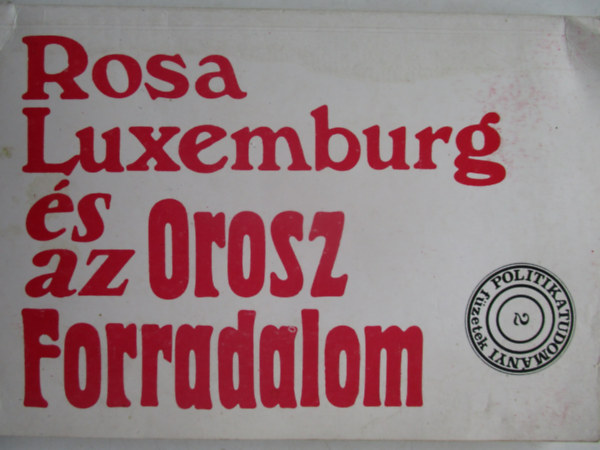 Rosa
Luxemburg
és
az Orosz
Forradalom
POLITIKATUDOMÁNYI
füzetek
2